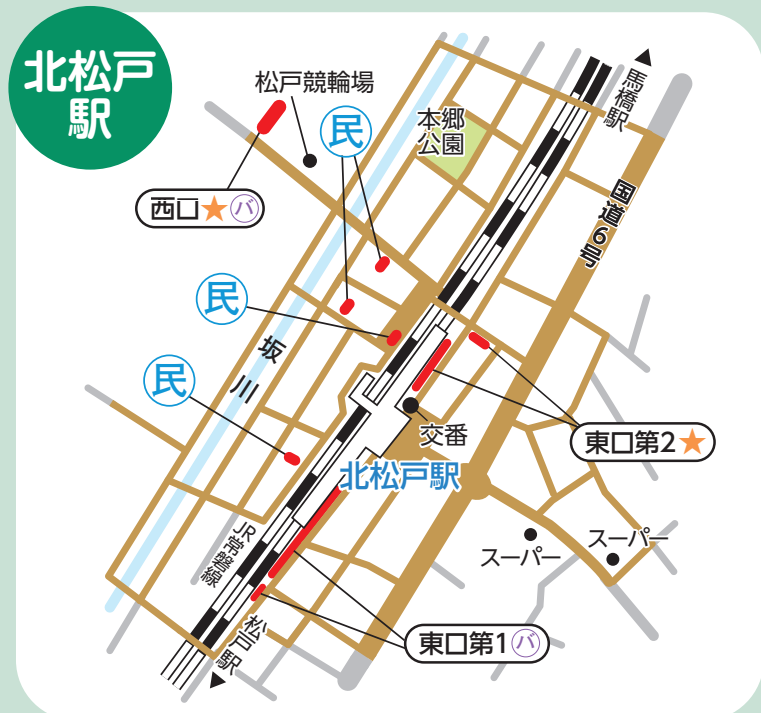 北松戸
駅
松戸競輪場
民
本郷
公園
馬橋駅
国道6号
西口★バ
民
坂川
民
交番
東口第2★
北松戸駅
スーパー
スーパー
JR常磐線
東口第1バ
松戸駅